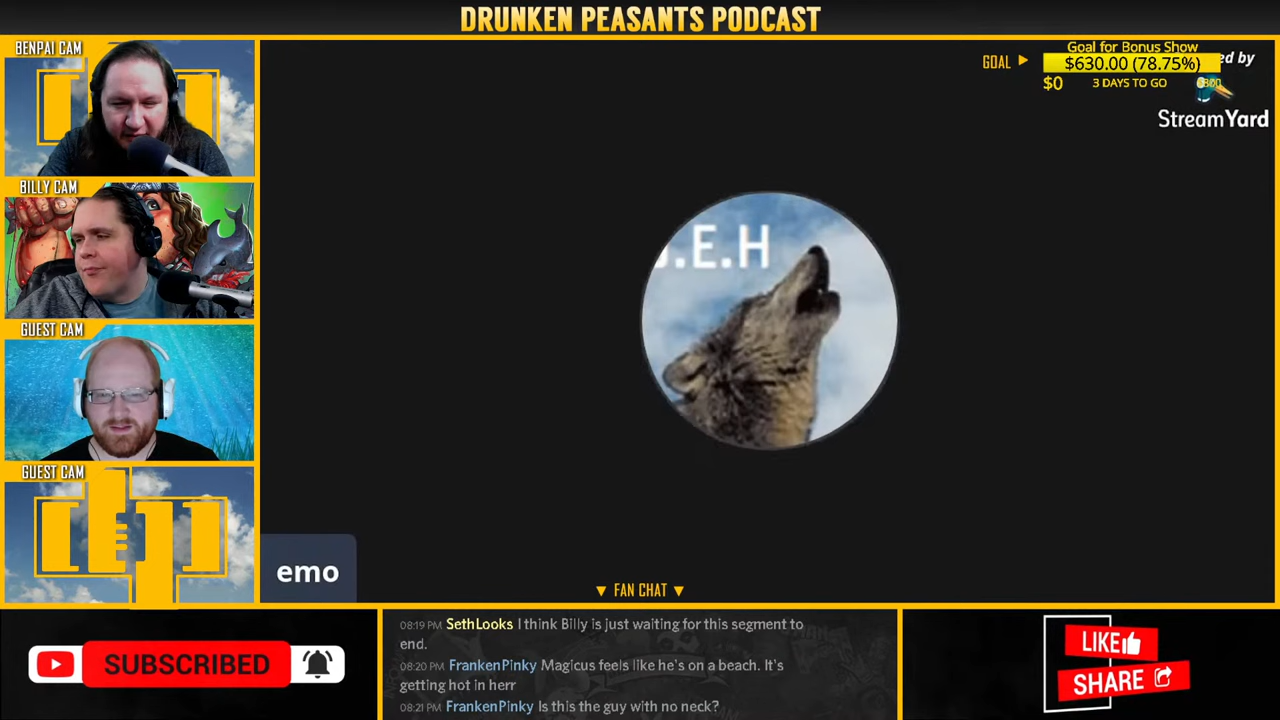 DRUNKEN PEASANTS PODCAST
BENPAI CAM
BILLY CAM
GUEST CAM
GUEST CAM
GOAL
Goal for Bonus Show
$630.00 (78.75%)
$0
3 DAYS TO GO
ed by
StreamYard
.E.H
emo
▼ FAN CHAT ▼
SUBSCRIBED
08:19 PM SethLooks I think Billy is just waiting for this segment to
end.
08:20 PM FrankenPinky Magicus feels like he's on a beach. It's
getting hot in herr
08:21 PM FrankenPinky Is this the guy with no neck?
LIKE
SHARE